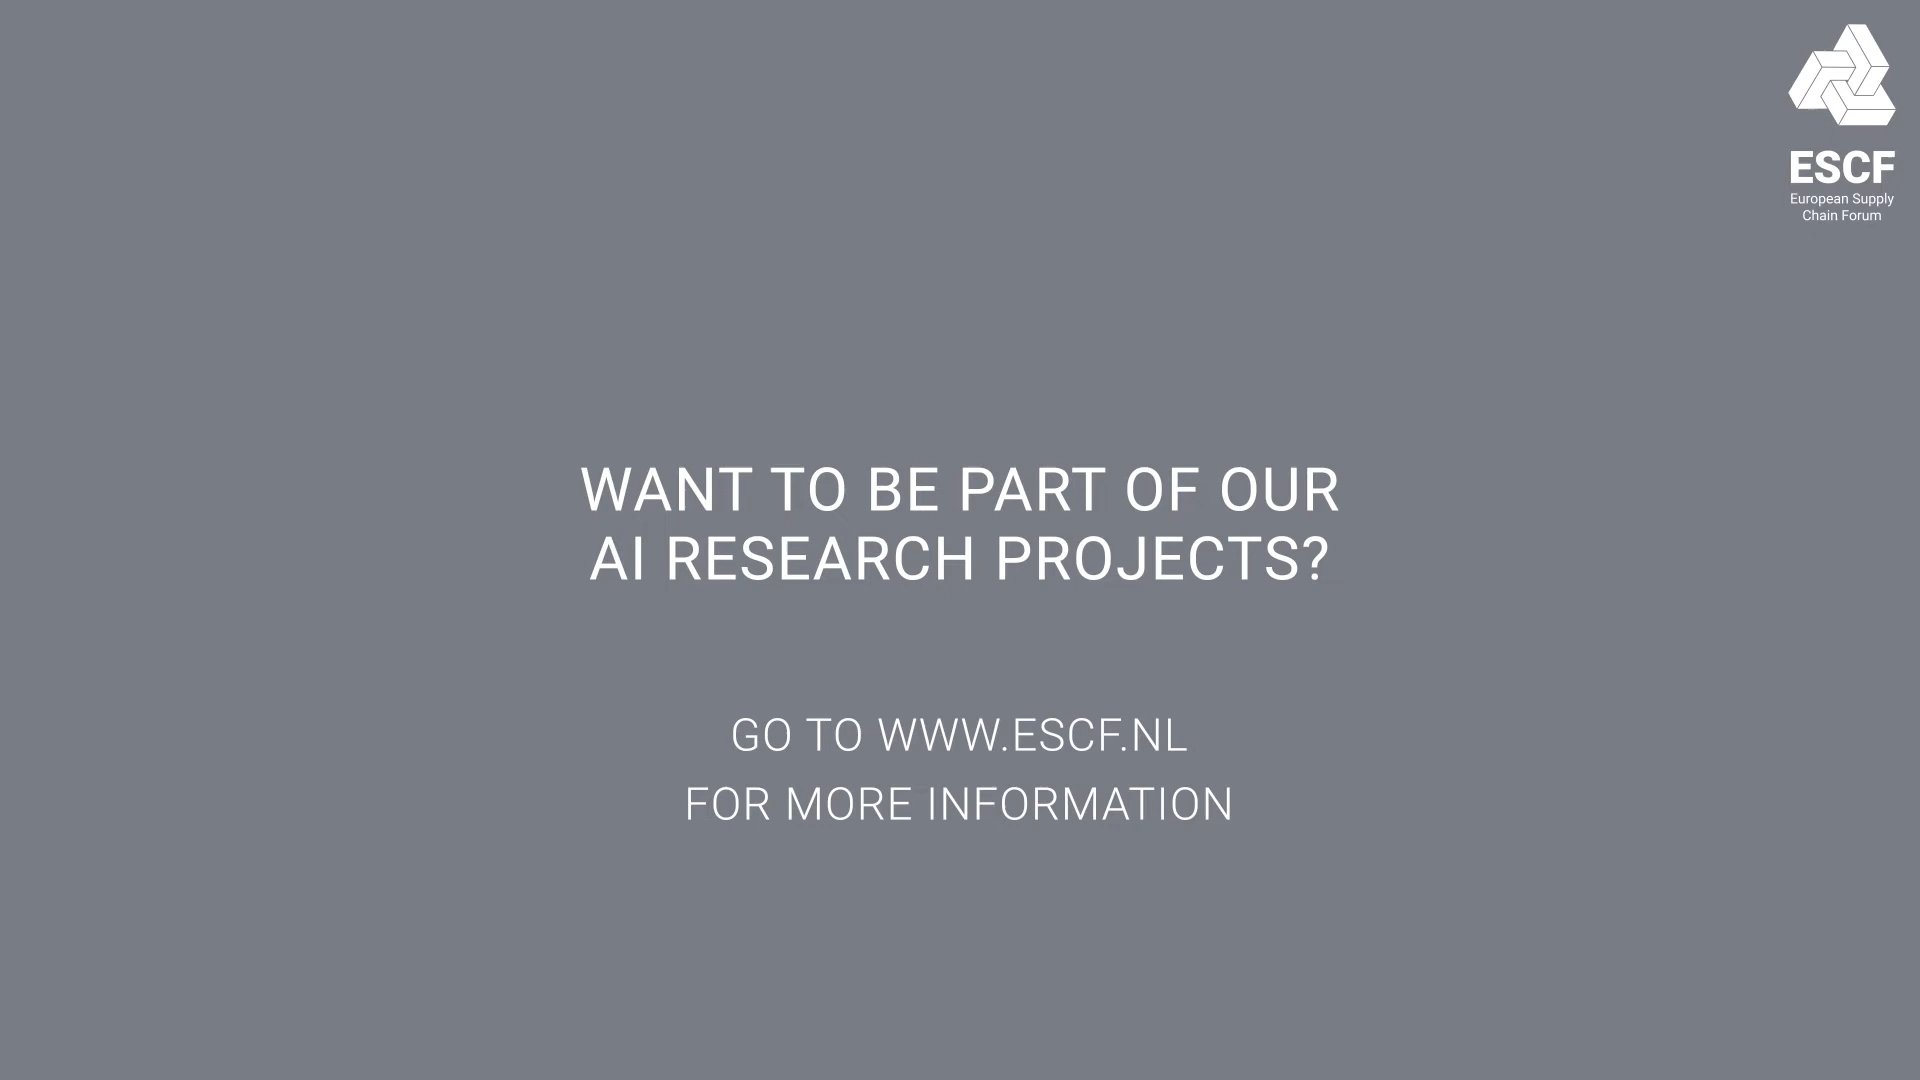 ESCF
European Supply
Chain Forum
WANT TO BE PART OF OUR
AI RESEARCH PROJECTS?
GO TO WWW.ESCF.NL
FOR MORE INFORMATION